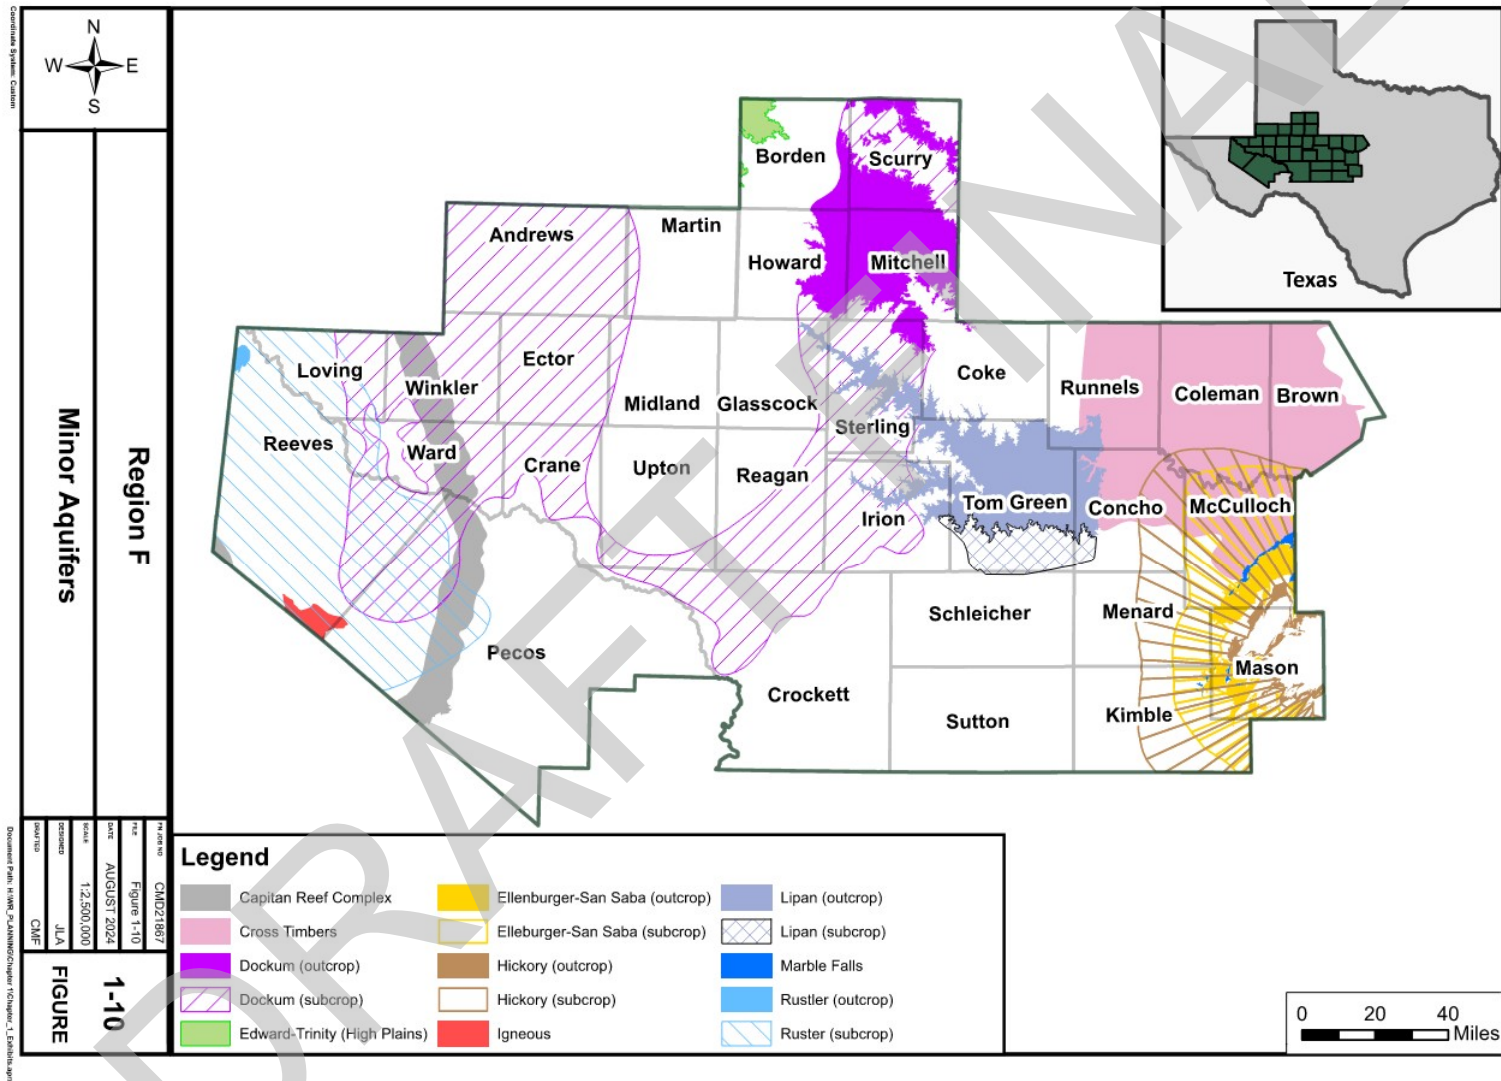 Coordinate System: Custom
N
W
E
S
Region F
Minor Aquifers
FN JOB NO
CMD21867
FILE
Figure 1-10
DATE
AUGUST 2024
SCALE
1:2,500,000
DESIGNED
JLA
DRAFTED
CMF
1-10
FIGURE
DRAFT FINAL
Borden
Scurry
Andrews
Martin
Howard
Mitchell
Loving
Winkler
Ector
Midland
Glasscock
Sterling
Coke
Runnels
Coleman
Brown
Reeves
Ward
Crane
Upton
Reagan
Irion
Tom Green
Concho
McCulloch
Pecos
Crockett
Schleicher
Menard
Mason
Sutton
Kimble
Texas
Legend
Capitan Reef Complex
Cross Timbers
Dockum (outcrop)
Dockum (subcrop)
Edward-Trinity (High Plains)
Ellenburger-San Saba (outcrop)
Elleburger-San Saba (subcrop)
Hickory (outcrop)
Hickory (subcrop)
Igneous
Lipan (outcrop)
Lipan (subcrop)
Marble Falls
Rustler (outcrop)
Ruster (subcrop)
0 20 40
Miles